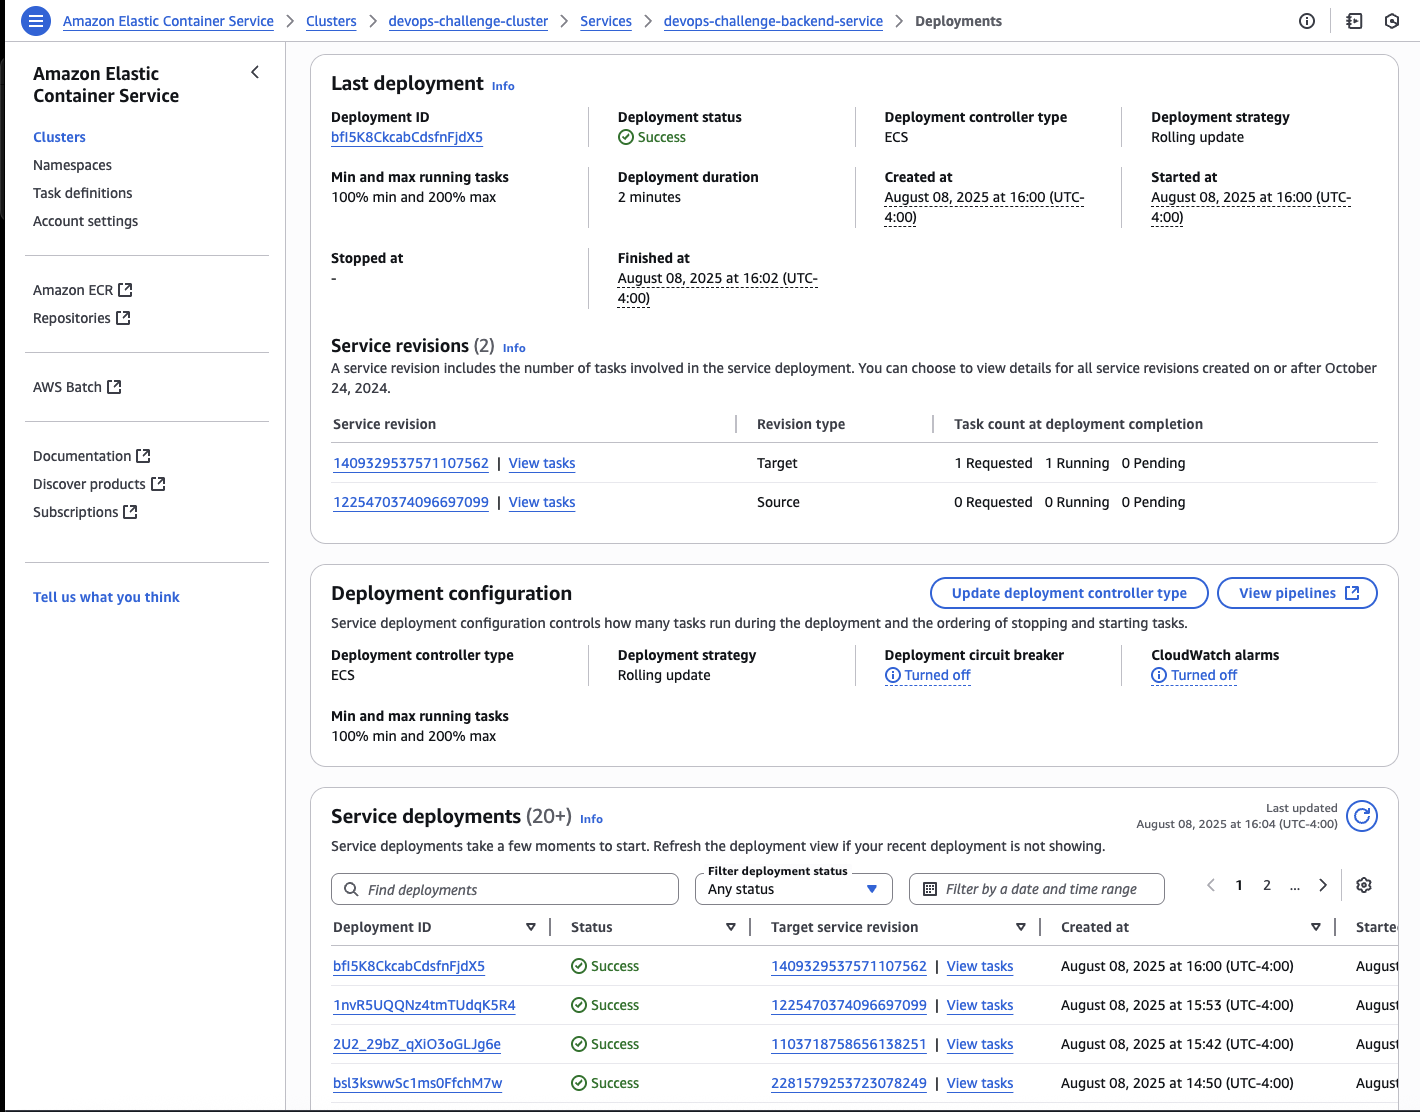 Amazon Elastic Container Service
Clusters
devops-challenge-cluster
Services
devops-challenge-backend-service
Deployments
Amazon Elastic
Container Service
Clusters
Namespaces
Task definitions
Account settings
Amazon ECR
Repositories
AWS Batch
Documentation
Discover products
Subscriptions
Tell us what you think
Last deployment Info
Deployment ID
bfI5K8CkcabCdsfnFjdX5
Deployment status
Success
Deployment controller type
ECS
Deployment strategy
Rolling update
Min and max running tasks
100% min and 200% max
Deployment duration
2 minutes
Created at
August 08, 2025 at 16:00 (UTC-
4:00)
Started at
August 08, 2025 at 16:00 (UTC-
4:00)
Stopped at
-
Finished at
August 08, 2025 at 16:02 (UTC-
4:00)
Service revisions (2) Info
A service revision includes the number of tasks involved in the service deployment. You can choose to view details for all service revisions created on or after October
24, 2024.
Service revision Revision type Task count at deployment completion
1409329537571107562 | View tasks Target 1 Requested 1 Running 0 Pending
1225470374096697099 | View tasks Source 0 Requested 0 Running 0 Pending
Deployment configuration
Update deployment controller type
View pipelines
Service deployment configuration controls how many tasks run during the deployment and the ordering of stopping and starting tasks.
Deployment controller type
ECS
Deployment strategy
Rolling update
Deployment circuit breaker
Turned off
CloudWatch alarms
Turned off
Min and max running tasks
100% min and 200% max
Service deployments (20+) Info
Last updated
August 08, 2025 at 16:04 (UTC-4:00)
Service deployments take a few moments to start. Refresh the deployment view if your recent deployment is not showing.
Find deployments
Filter deployment status
Any status
Filter by a date and time range
1 2 ...
Deployment ID Status Target service revision Created at Starte
bfI5K8CkcabCdsfnFjdX5 Success 1409329537571107562 | View tasks August 08, 2025 at 16:00 (UTC-4:00) August
1nvR5UQQNz4tmTUdqK5R4 Success 1225470374096697099 | View tasks August 08, 2025 at 15:53 (UTC-4:00) August
2U2_29bZ_qXiO3oGLJg6e Success 1103718758656138251 | View tasks August 08, 2025 at 15:42 (UTC-4:00) August
bsl3kswwSc1ms0FfchM7w Success 2281579253723078249 | View tasks August 08, 2025 at 14:50 (UTC-4:00) August